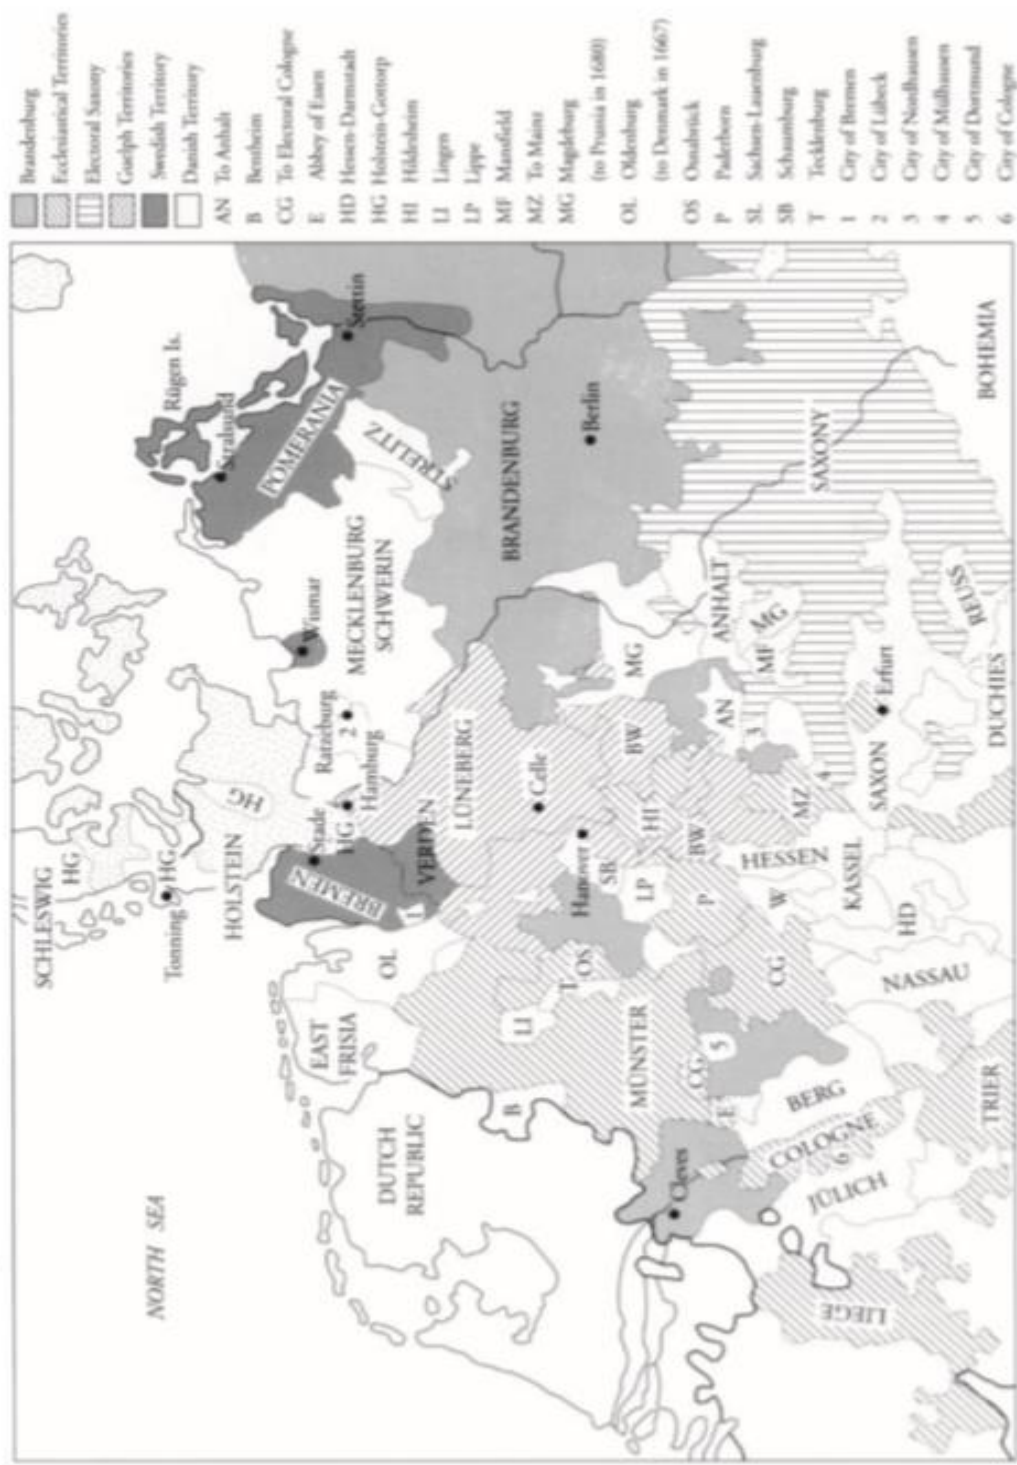 Brandenburg
Ecclesiastical Territories
Electoral Saxony
Guelph Territories
Swedish Territory
Danish Territory
AN To Anhalt
B Bentheim
CG To Electoral Cologne
E Abbey of Essen
HD Hessen-Darmstadt
HG Holstein-Gottorp
HI Hildesheim
LI Lingen
LP Lippe
MF Mansfield
MZ To Mainz
MG Magdeburg
(to Prussia in 1680)
OL Oldenburg
(to Denmark in 1667)
OS Osnabrück
P Paderborn
SL Sachsen-Lauenburg
SB Schaumburg
T Tecklenburg
1 City of Bremen
2 City of Lübeck
3 City of Nordhausen
4 City of Mülhausen
5 City of Dortmund
6 City of Cologne
NORTH SEA
SCHLESWIG
HG
Tonning
HG
HOLSTEIN
HG
Rügen Is.
Stralsund
POMERANIA
Stettin
STRELITZ
Wismar
MECKLENBURG
SCHWERIN
Ratzeburg
2
Hamburg
HG
Stade
BREMEN
VERDEN
1
OL
EAST
FRISIA
DUTCH
REPUBLIC
LÜNEBERG
Celle
BRANDENBURG
Berlin
B
LI
T
OS
Hanover
SB
HI
BW
MG
MÜNSTER
LP
BW
P
Cleves
CG
5
E
CG
W
HESSEN
KASSEL
MZ
AN
3
4
ANHALT
MG
MF
SAXONY
BERG
COLOGNE
6
JÜLICH
LIEGE
HD
NASSAU
TRIER
SAXON
Erfurt
DUCHIES
REUSS
BOHEMIA